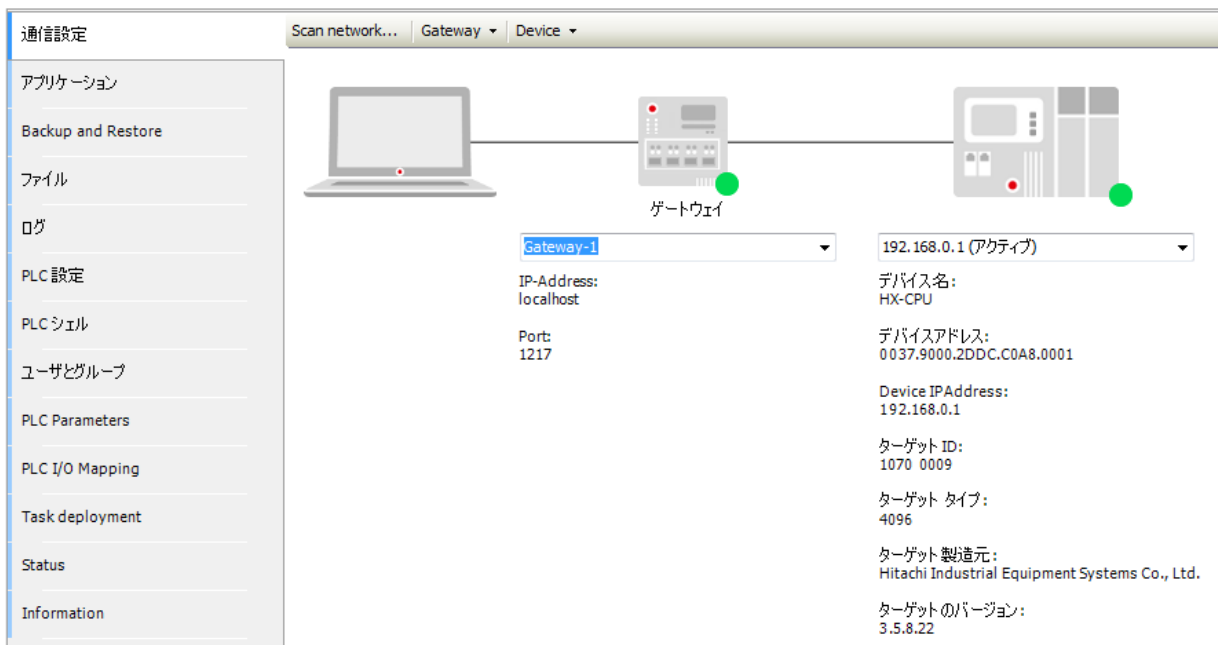 通信設定
アプリケーション
Backup and Restore
ファイル
ログ
PLC 設定
PLC シェル
ユーザとグループ
PLC Parameters
PLC I/O Mapping
Task deployment
Status
Information
Scan network... Gateway Device
ゲートウェイ
Gateway-1
IP-Address:
localhost
Port:
1217
192.168.0.1 (アクティブ)
デバイス名:
HX-CPU
デバイスアドレス:
0037.9000.2DDC.C0A8.0001
Device IPAddress:
192.168.0.1
ターゲット ID:
1070 0009
ターゲット タイプ:
4096
ターゲット 製造元:
Hitachi Industrial Equipment Systems Co., Ltd.
ターゲットのバージョン:
3.5.8.22